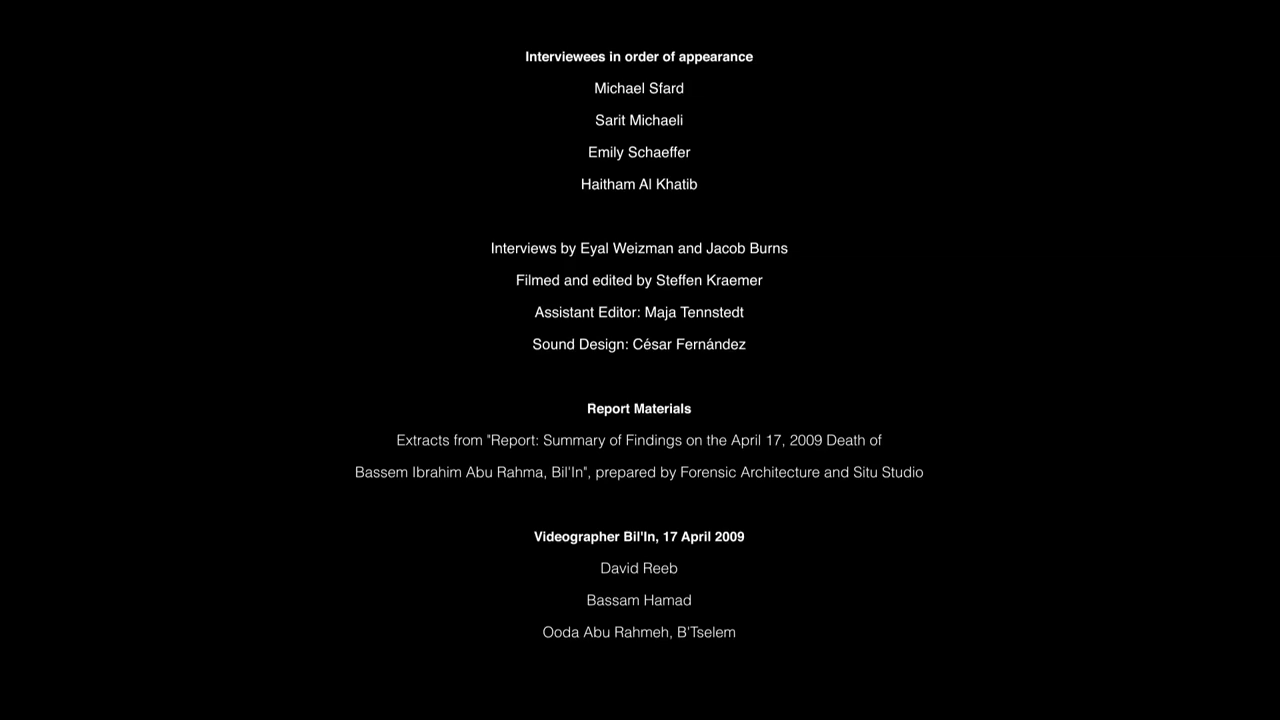 Interviewees in order of appearance
Michael Sfard
Sarit Michaeli
Emily Schaeffer
Haitham Al Khatib
Interviews by Eyal Weizman and Jacob Burns
Filmed and edited by Steffen Kraemer
Assistant Editor: Maja Tennstedt
Sound Design: César Fernández
Report Materials
Extracts from "Report: Summary of Findings on the April 17, 2009 Death of
Bassem Ibrahim Abu Rahma, Bil'In", prepared by Forensic Architecture and Situ Studio
Videographer Bil'In, 17 April 2009
David Reeb
Bassam Hamad
Ooda Abu Rahmeh, B'Tselem